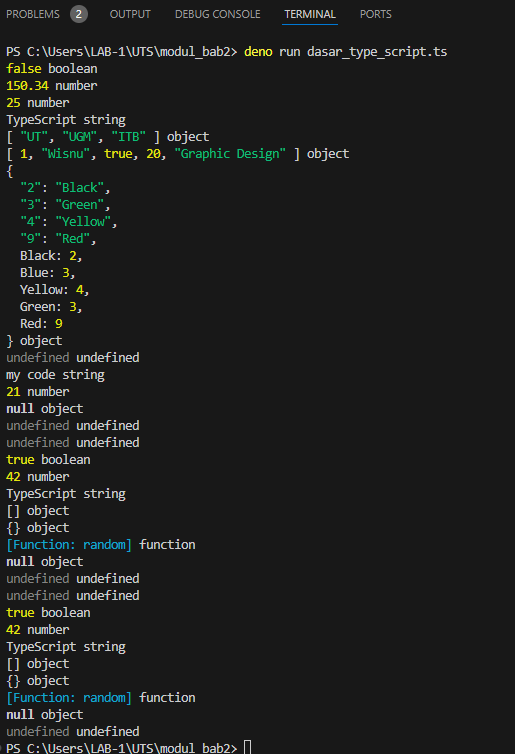 PROBLEMS 2 OUTPUT DEBUG CONSOLE TERMINAL PORTS
PS C:\Users\LAB-1\UTS\modul_bab2> deno run dasar_type_script.ts
false boolean
150.34 number
25 number
TypeScript string
[ "UT", "UGM", "ITB" ] object
[ 1, "Wisnu", true, 20, "Graphic Design" ] object
{
  "2": "Black",
  "3": "Green",
  "4": "Yellow",
  "9": "Red",
  Black: 2,
  Blue: 3,
  Yellow: 4,
  Green: 3,
  Red: 9
} object
undefined undefined
my code string
21 number
null object
undefined undefined
undefined undefined
true boolean
42 number
TypeScript string
[] object
{} object
[Function: random] function
null object
undefined undefined
undefined undefined
true boolean
42 number
TypeScript string
[] object
{} object
[Function: random] function
null object
undefined undefined
PS C:\Users\LAB-1\UTS\modul_bab2>